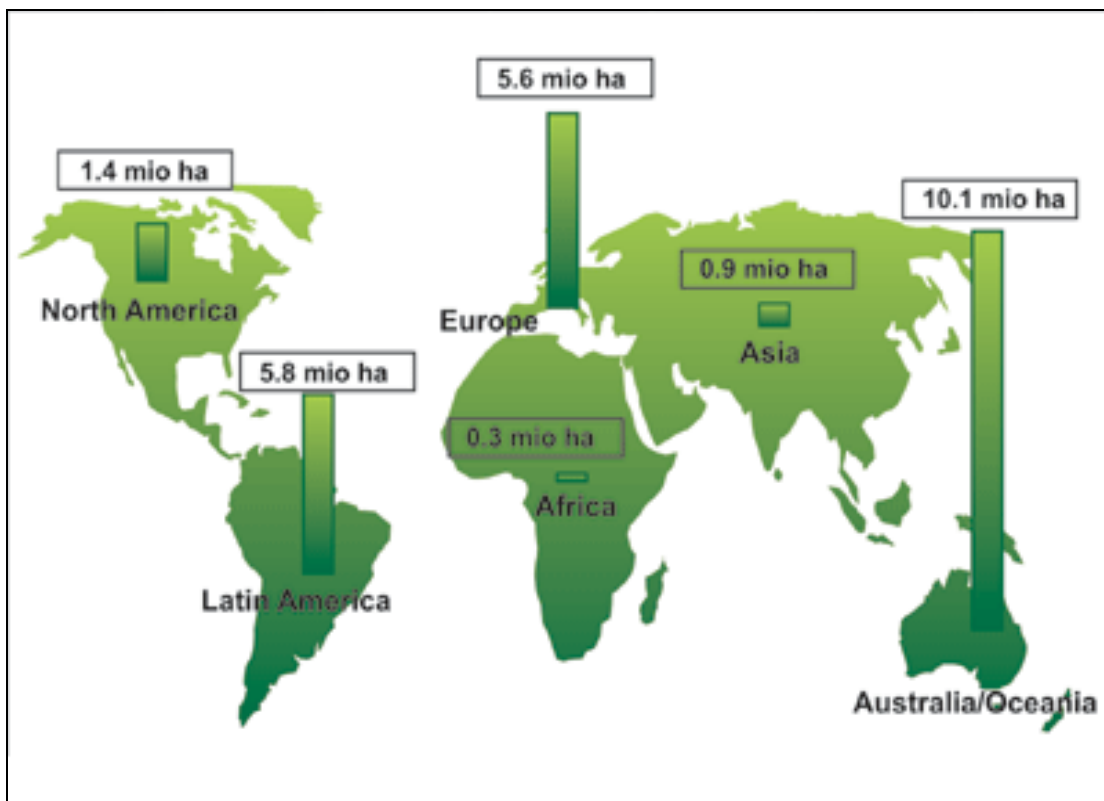 5.6 mio ha
1.4 mio ha
10.1 mio ha
0.9 mio ha
North America
Europe
Asia
5.8 mio ha
0.3 mio ha
Africa
Latin America
Australia/Oceania